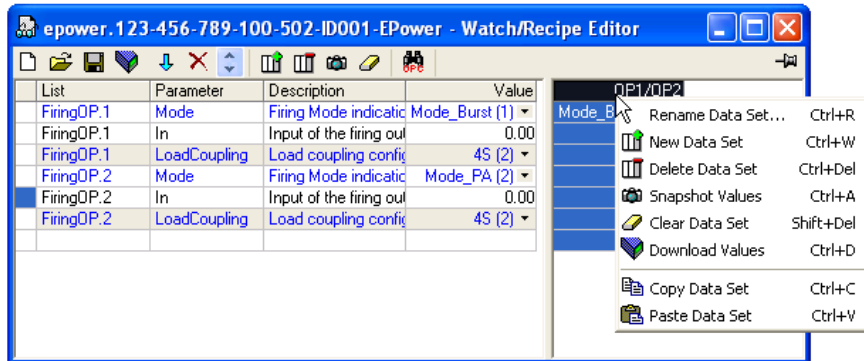 epower.123-456-789-100-502-ID001-EPower - Watch/Recipe Editor
OPC
List Parameter Description Value OP1/OP2
FiringOP.1 Mode Firing Mode indicatic Mode_Burst (1) Mode_B
FiringOP.1 In Input of the firing out 0.00
FiringOP.1 LoadCoupling Load coupling config 4S (2)
FiringOP.2 Mode Firing Mode indicatic Mode_PA (2)
FiringOP.2 In Input of the firing out 0.00
FiringOP.2 LoadCoupling Load coupling config 4S (2)
Rename Data Set... Ctrl+R
New Data Set Ctrl+W
Delete Data Set Ctrl+Del
Snapshot Values Ctrl+A
Clear Data Set Shift+Del
Download Values Ctrl+D
Copy Data Set Ctrl+C
Paste Data Set Ctrl+V